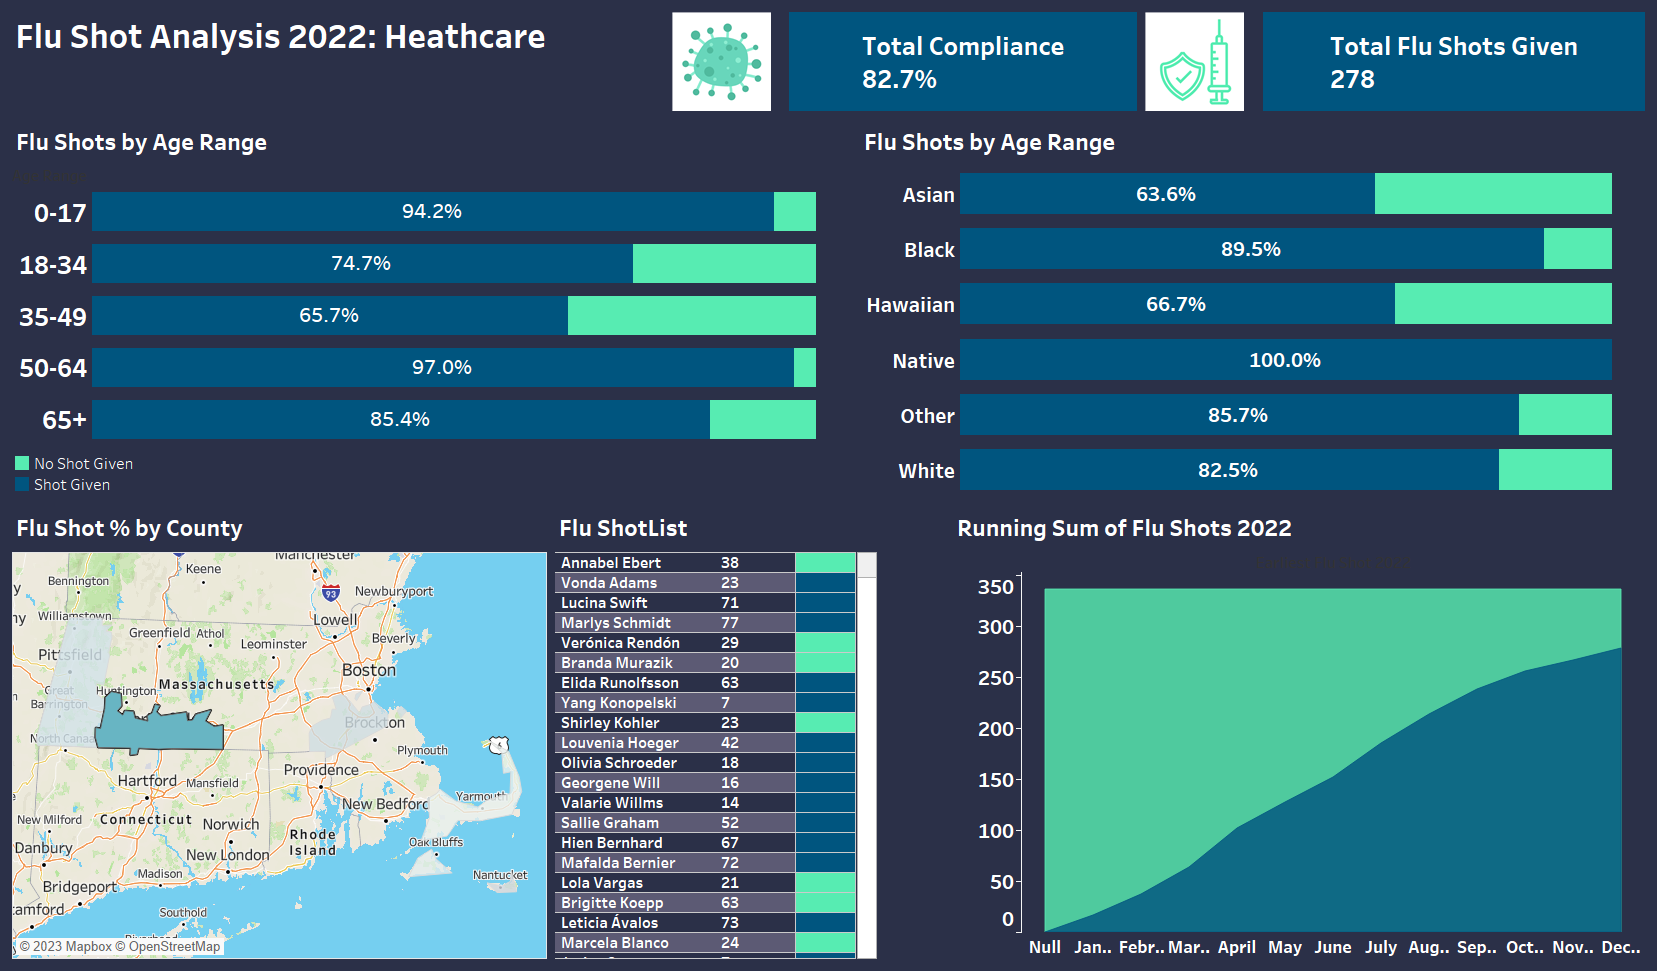 Flu Shot Analysis 2022: Heathcare
Total Compliance
82.7%
Total Flu Shots Given
278
Flu Shots by Age Range
0-17 94.2%
18-34 74.7%
35-49 65.7%
50-64 97.0%
65+ 85.4%
No Shot Given
Shot Given
Flu Shots by Age Range
Asian 63.6%
Black 89.5%
Hawaiian 66.7%
Native 100.0%
Other 85.7%
White 82.5%
Flu Shot % by County
Manchester
Keene
Bennington
93
Newburyport
Williamstown
Lowell
Greenfield Athol
Leominster
Beverly
Pittsfield
Boston
Massachusetts
Great
Barrington
Huntington
Brockton
North Canaa
6
Plymouth
Providence
Hartford Mansfield
Yarmouth
New Bedford
New Milford Connecticut Norwich
Rhode
Island
Oak Bluffs
Danbury
New London
Madison
Nantucket
Bridgeport
tamford
Southold
© 2023 Mapbox © OpenStreetMap
Flu ShotList
Annabel Ebert 38
Vonda Adams 23
Lucina Swift 71
Marlys Schmidt 77
Verónica Rendón 29
Branda Murazik 20
Elida Runolfsson 63
Yang Konopelski 7
Shirley Kohler 23
Louvenia Hoeger 42
Olivia Schroeder 18
Georgene Will 16
Valarie Willms 14
Sallie Graham 52
Hien Bernhard 67
Mafalda Bernier 72
Lola Vargas 21
Brigitte Koepp 63
Leticia Ávalos 73
Marcela Blanco 24
Running Sum of Flu Shots 2022
350
300
250
200
150
100
50
0
Null Jan.. Febr.. Mar.. April May June July Aug.. Sep.. Oct.. Nov.. Dec..